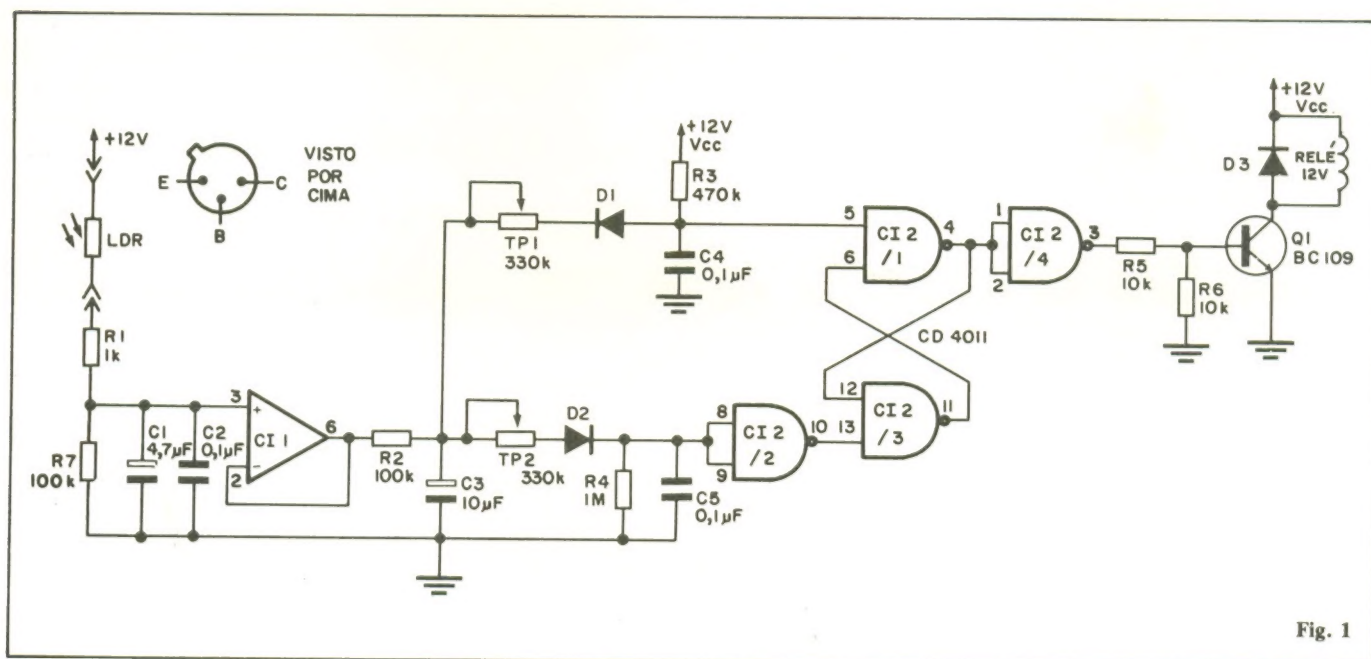 +12V
E
C
B
VISTO
POR
CIMA
LDR
R1
1k
R7
100k
C1
4,7µF
C2
0,1µF
3
+
CI 1
6
-
2
R2
100k
C3
10µF
TP1
330k
D1
+12V
Vcc
R3
470k
C4
0,1µF
TP2
330k
D2
R4
1M
C5
0,1µF
8
9
CI 2
/2
10
13
12
CI 2
/3
11
CD 4011
5
6
CI 2
/1
4
1
2
CI 2
/4
3
R5
10k
R6
10k
+12V
Vcc
D3
RELÉ
12V
Q1
BC 109
Fig. 1